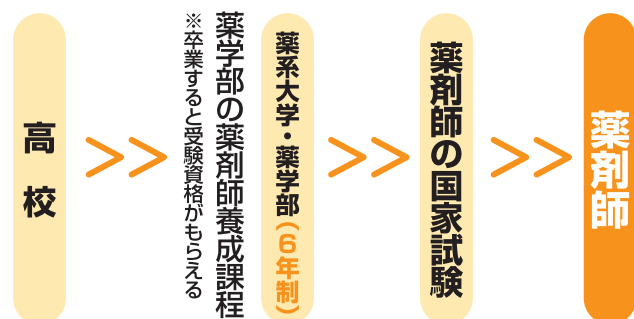 高校
薬系大学・薬学部(6年制)
薬学部の薬剤師養成課程
※卒業すると受験資格がもらえる
薬剤師の国家試験
薬剤師